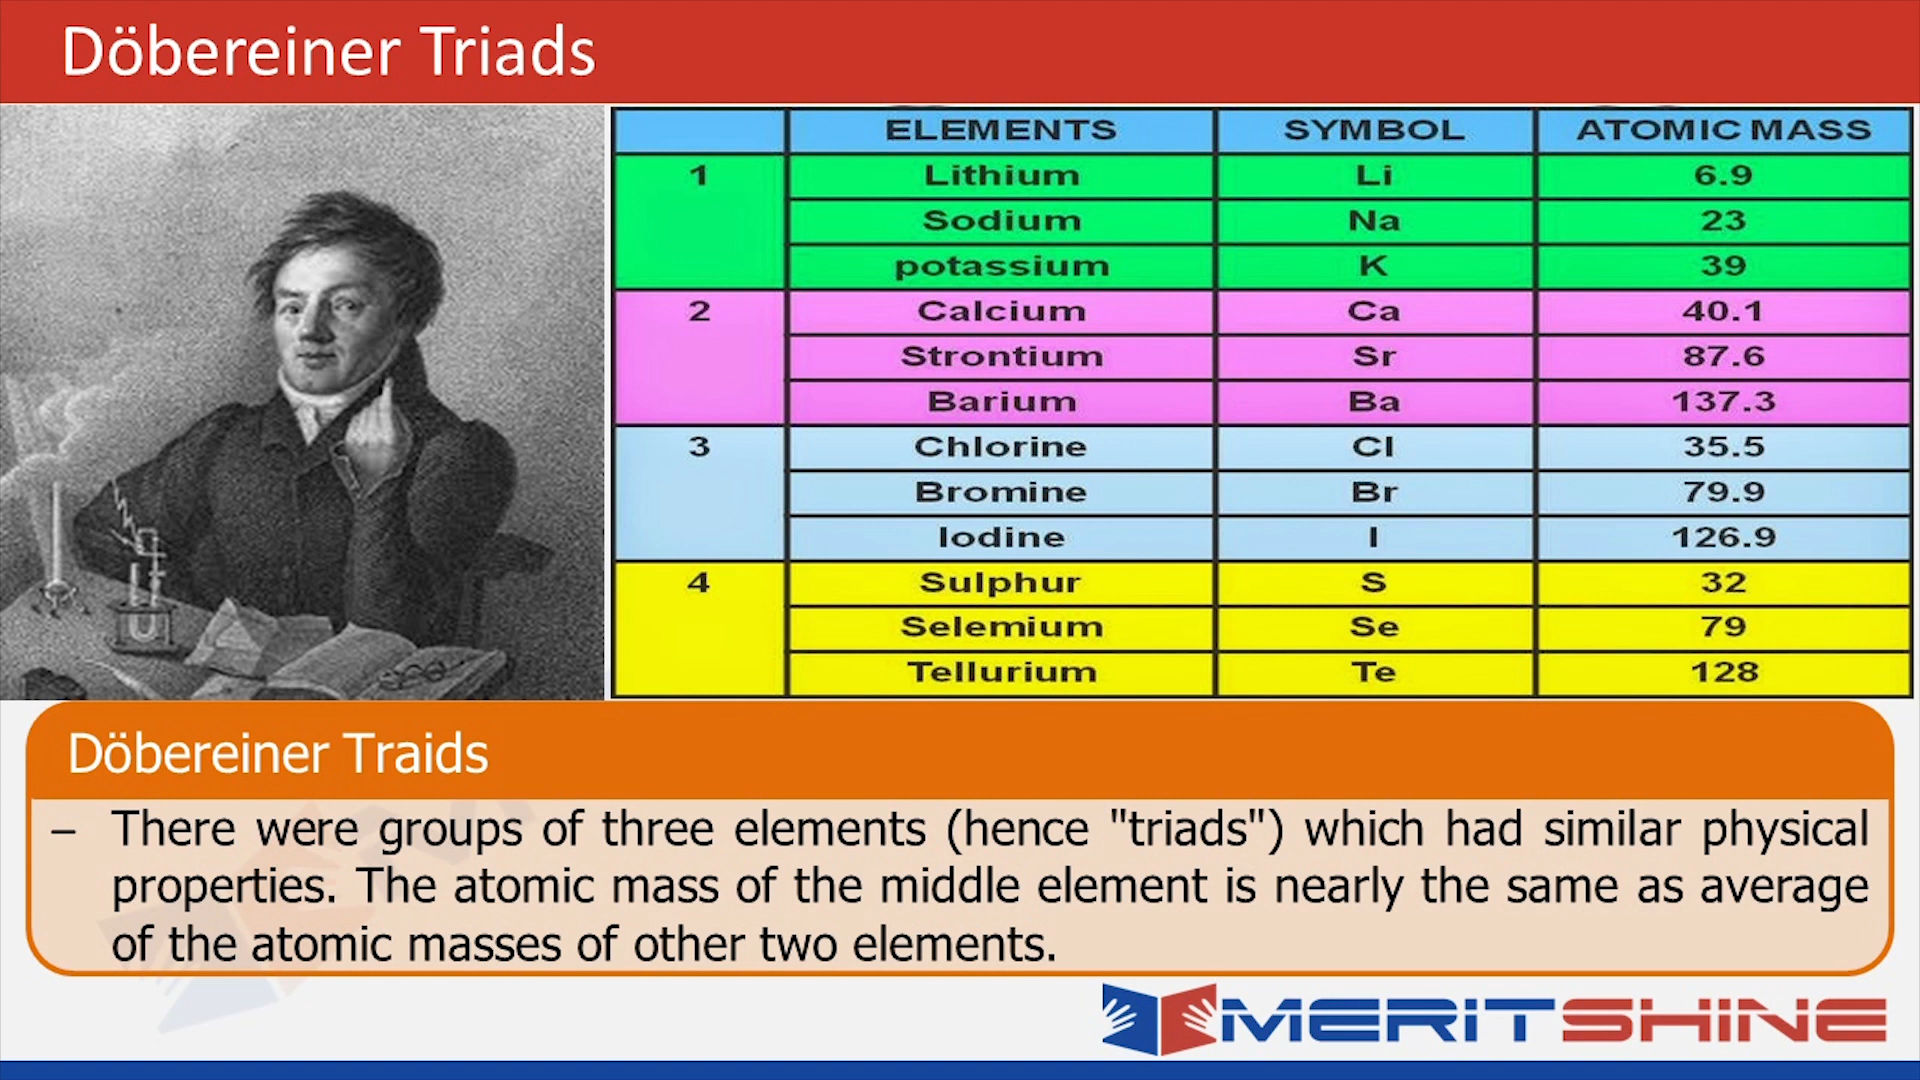 Döbereiner Triads
ELEMENTS SYMBOL ATOMIC MASS
1 Lithium Li 6.9
Sodium Na 23
potassium K 39
2 Calcium Ca 40.1
Strontium Sr 87.6
Barium Ba 137.3
3 Chlorine Cl 35.5
Bromine Br 79.9
Iodine I 126.9
4 Sulphur S 32
Selemium Se 79
Tellurium Te 128
Döbereiner Traids
– There were groups of three elements (hence "triads") which had similar physical
properties. The atomic mass of the middle element is nearly the same as average
of the atomic masses of other two elements.
MERITSHINE